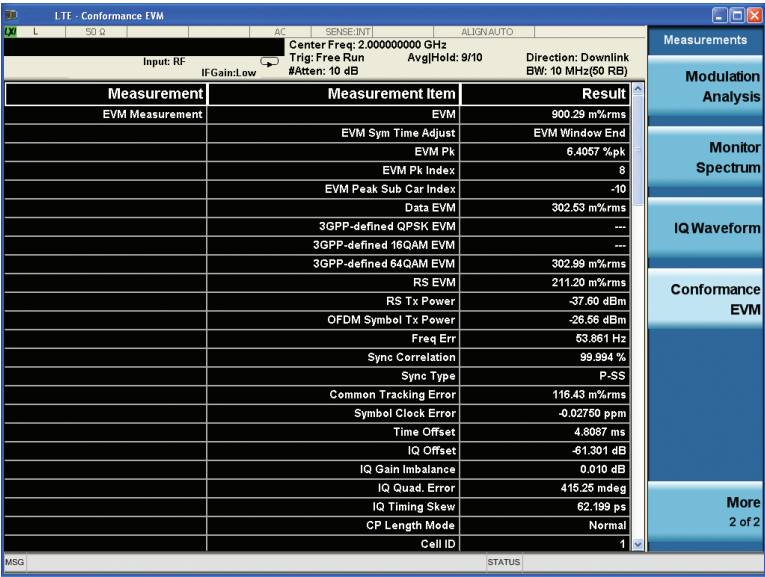 LTE - Conformance EVM
LXI L 50 Ω AC SENSE:INT ALIGN AUTO
Center Freq: 2.000000000 GHz
Input: RF Trig: Free Run Avg|Hold: 9/10 Direction: Downlink
IFGain:Low #Atten: 10 dB BW: 10 MHz(50 RB)
Measurement Measurement Item Result
EVM Measurement EVM 900.29 m%rms
EVM Sym Time Adjust EVM Window End
EVM Pk 6.4057 %pk
EVM Pk Index 8
EVM Peak Sub Car Index -10
Data EVM 302.53 m%rms
3GPP-defined QPSK EVM ---
3GPP-defined 16QAM EVM ---
3GPP-defined 64QAM EVM 302.99 m%rms
RS EVM 211.20 m%rms
RS Tx Power -37.60 dBm
OFDM Symbol Tx Power -26.56 dBm
Freq Err 53.861 Hz
Sync Correlation 99.994 %
Sync Type P-SS
Common Tracking Error 116.43 m%rms
Symbol Clock Error -0.02750 ppm
Time Offset 4.8087 ms
IQ Offset -61.301 dB
IQ Gain Imbalance 0.010 dB
IQ Quad. Error 415.25 mdeg
IQ Timing Skew 62.199 ps
CP Length Mode Normal
Cell ID 1
MSG STATUS
Measurements
Modulation
Analysis
Monitor
Spectrum
IQ Waveform
Conformance
EVM
More
2 of 2